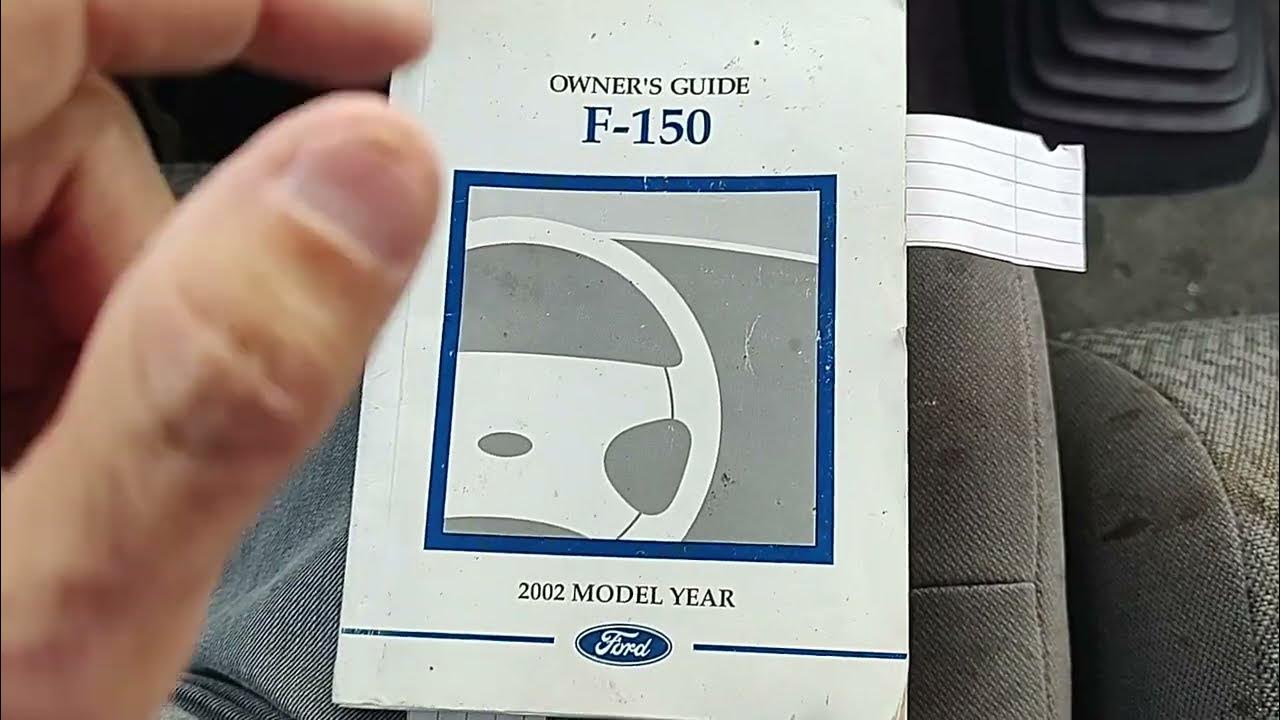 OWNER'S GUIDE
F-150
2002 MODEL YEAR
Ford